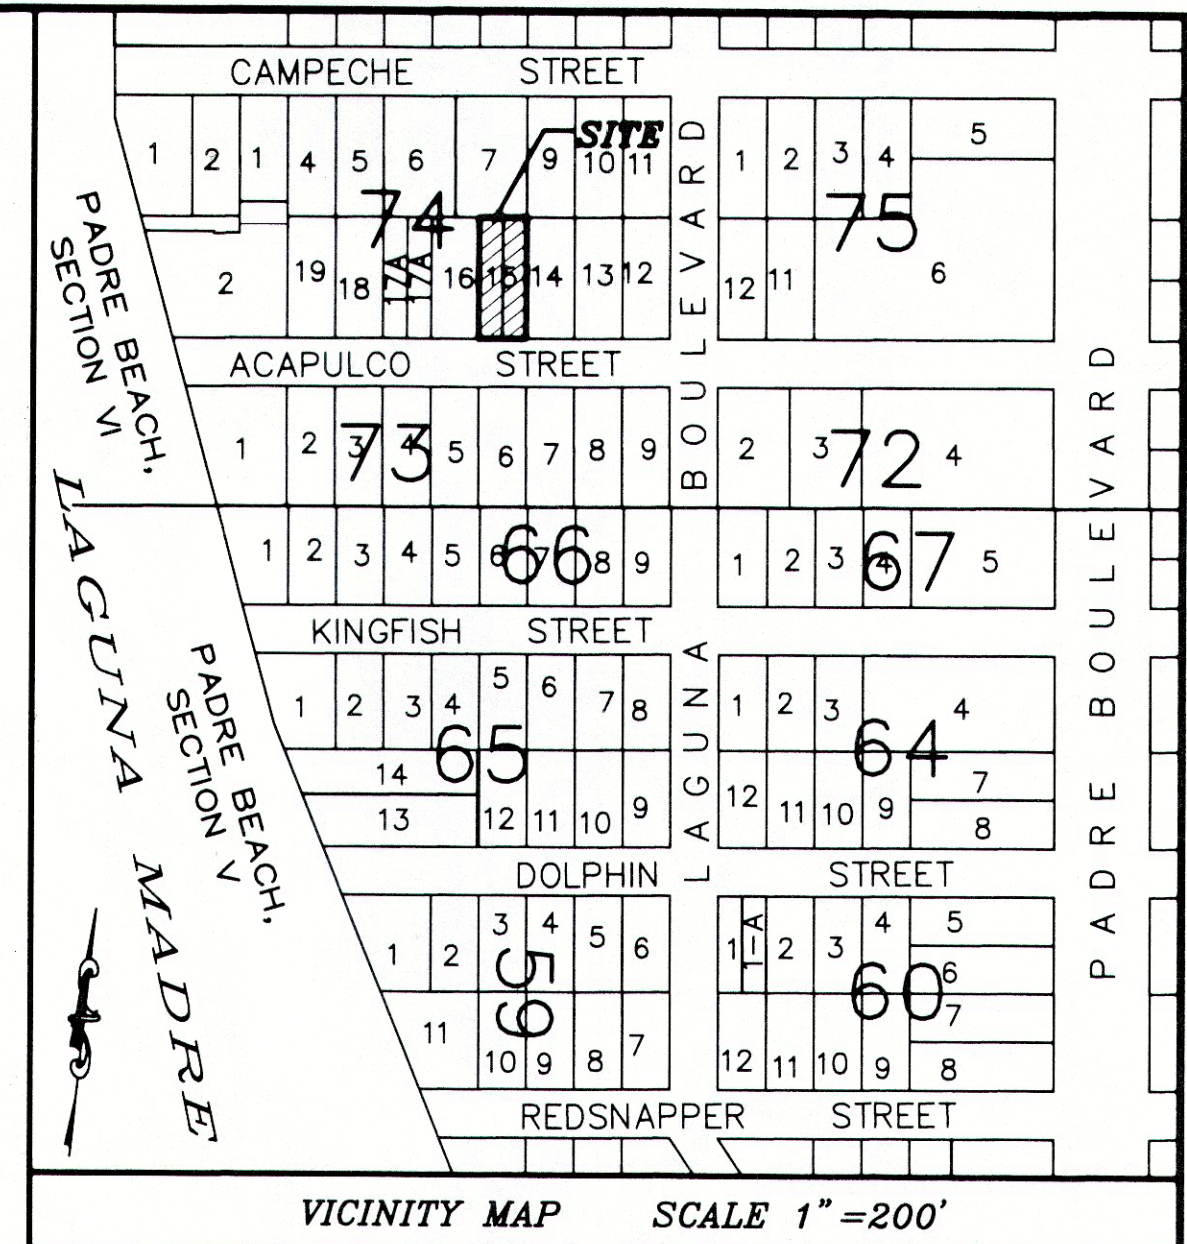 CAMPECHE STREET
1 2 1 4 5 6 7 9 10 11
SITE
1 2 3 4 5
74
75
2 19 18 17A 17A 16 15 14 13 12
12 11 6
ACAPULCO STREET
1 2 3 4 5 6 7 8 9
73
2 3 4
72
1 2 3 4 5 6 7 8 9
66
1 2 3 4 5
67
KINGFISH STREET
1 2 3 4 5 6 7 8
65
14
13 12 11 10 9
1 2 3 4
64
7
12 11 10 9 8
DOLPHIN STREET
1 2 3 4 5 6
59
11 10 9 8 7
1 1-A 2 3 4 5
6
60
7
12 11 10 9 8
REDSNAPPER STREET
LAGUNA BOULEVARD
PADRE BOULEVARD
PADRE BEACH,
SECTION VI
PADRE BEACH,
SECTION V
LAGUNA MADRE
VICINITY MAP SCALE 1"=200'